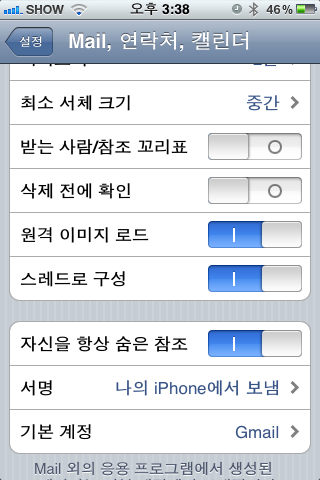 SHOW 오후 3:38 46%
설정 Mail, 연락처, 캘린더
최소 서체 크기 중간
받는 사람/참조 꼬리표
삭제 전에 확인
원격 이미지 로드
스레드로 구성
자신을 항상 숨은 참조
서명 나의 iPhone에서 보냄
기본 계정 Gmail
Mail 외의 응용 프로그램에서 생성된